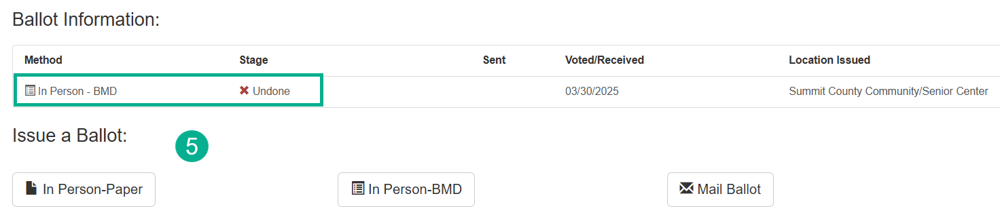 Ballot Information:
Method Stage Sent Voted/Received Location Issued
In Person - BMD Undone 03/30/2025 Summit County Community/Senior Center
Issue a Ballot:
5
In Person-Paper In Person-BMD Mail Ballot